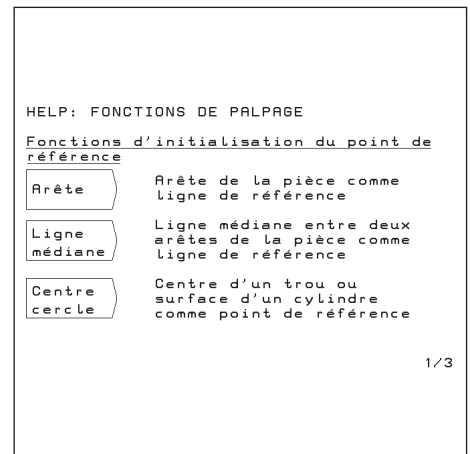 HELP: FONCTIONS DE PALPAGE
Fonctions d'initialisation du point de
référence
Arête
Arête de la pièce comme
ligne de référence
Ligne
médiane
Ligne médiane entre deux
arêtes de la pièce comme
ligne de référence
Centre
cercle
Centre d'un trou ou
surface d'un cylindre
comme point de référence
1/3